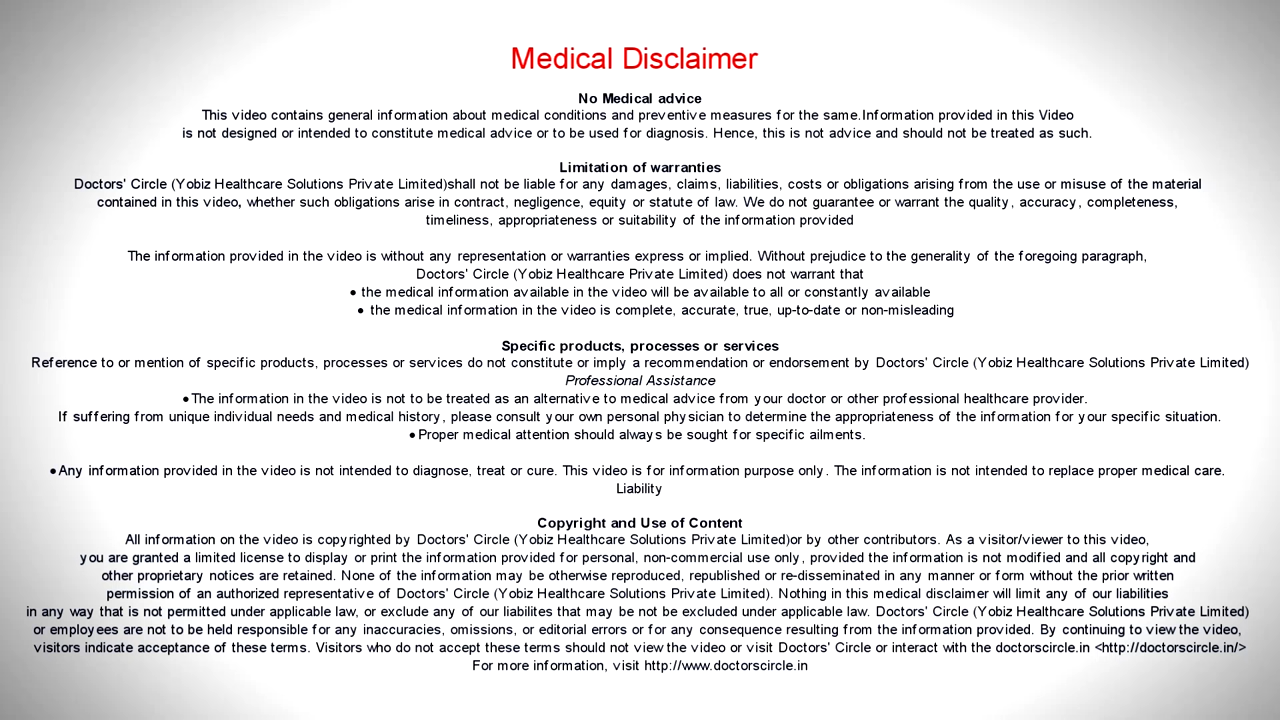 Medical Disclaimer
No Medical advice
This video contains general information about medical conditions and preventive measures for the same.Information provided in this Video
is not designed or intended to constitute medical advice or to be used for diagnosis. Hence, this is not advice and should not be treated as such.
Limitation of warranties
Doctors' Circle (Yobiz Healthcare Solutions Private Limited)shall not be liable for any damages, claims, liabilities, costs or obligations arising from the use or misuse of the material
contained in this video, whether such obligations arise in contract, negligence, equity or statute of law. We do not guarantee or warrant the quality, accuracy, completeness,
timeliness, appropriateness or suitability of the information provided
The information provided in the video is without any representation or warranties express or implied. Without prejudice to the generality of the foregoing paragraph,
Doctors' Circle (Yobiz Healthcare Private Limited) does not warrant that
• the medical information available in the video will be available to all or constantly available
• the medical information in the video is complete, accurate, true, up-to-date or non-misleading
Specific products, processes or services
Reference to or mention of specific products, processes or services do not constitute or imply a recommendation or endorsement by Doctors' Circle (Yobiz Healthcare Solutions Private Limited)
Professional Assistance
•The information in the video is not to be treated as an alternative to medical advice from your doctor or other professional healthcare provider.
If suffering from unique individual needs and medical history, please consult your own personal physician to determine the appropriateness of the information for your specific situation.
•Proper medical attention should always be sought for specific ailments.
•Any information provided in the video is not intended to diagnose, treat or cure. This video is for information purpose only. The information is not intended to replace proper medical care.
Liability
Copyright and Use of Content
All information on the video is copyrighted by Doctors' Circle (Yobiz Healthcare Solutions Private Limited)or by other contributors. As a visitor/viewer to this video,
you are granted a limited license to display or print the information provided for personal, non-commercial use only, provided the information is not modified and all copyright and
other proprietary notices are retained. None of the information may be otherwise reproduced, republished or re-disseminated in any manner or form without the prior written
permission of an authorized representative of Doctors' Circle (Yobiz Healthcare Solutions Private Limited). Nothing in this medical disclaimer will limit any of our liabilities
in any way that is not permitted under applicable law, or exclude any of our liabilites that may be not be excluded under applicable law. Doctors' Circle (Yobiz Healthcare Solutions Private Limited)
or employees are not to be held responsible for any inaccuracies, omissions, or editorial errors or for any consequence resulting from the information provided. By continuing to view the video,
visitors indicate acceptance of these terms. Visitors who do not accept these terms should not view the video or visit Doctors' Circle or interact with the doctorscircle.in <http://doctorscircle.in/>
For more information, visit http://www.doctorscircle.in